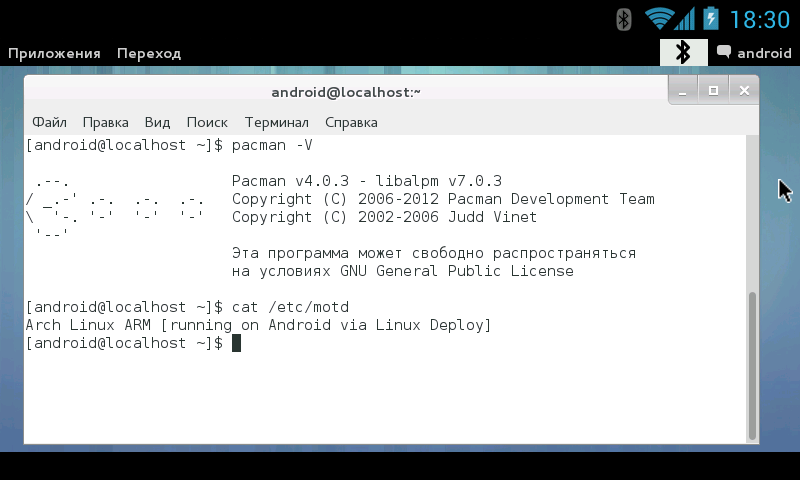 18:30
Приложения Переход android
android@localhost:~
Файл Правка Вид Поиск Терминал Справка
[android@localhost ~]$ pacman -V
 .--.                  Pacman v4.0.3 - libalpm v7.0.3
/ _.-' .-.  .-.  .-.   Copyright (C) 2006-2012 Pacman Development Team
\  '-. '-'  '-'  '-'   Copyright (C) 2002-2006 Judd Vinet
 '--'
                       Эта программа может свободно распространяться
                       на условиях GNU General Public License
[android@localhost ~]$ cat /etc/motd
Arch Linux ARM [running on Android via Linux Deploy]
[android@localhost ~]$